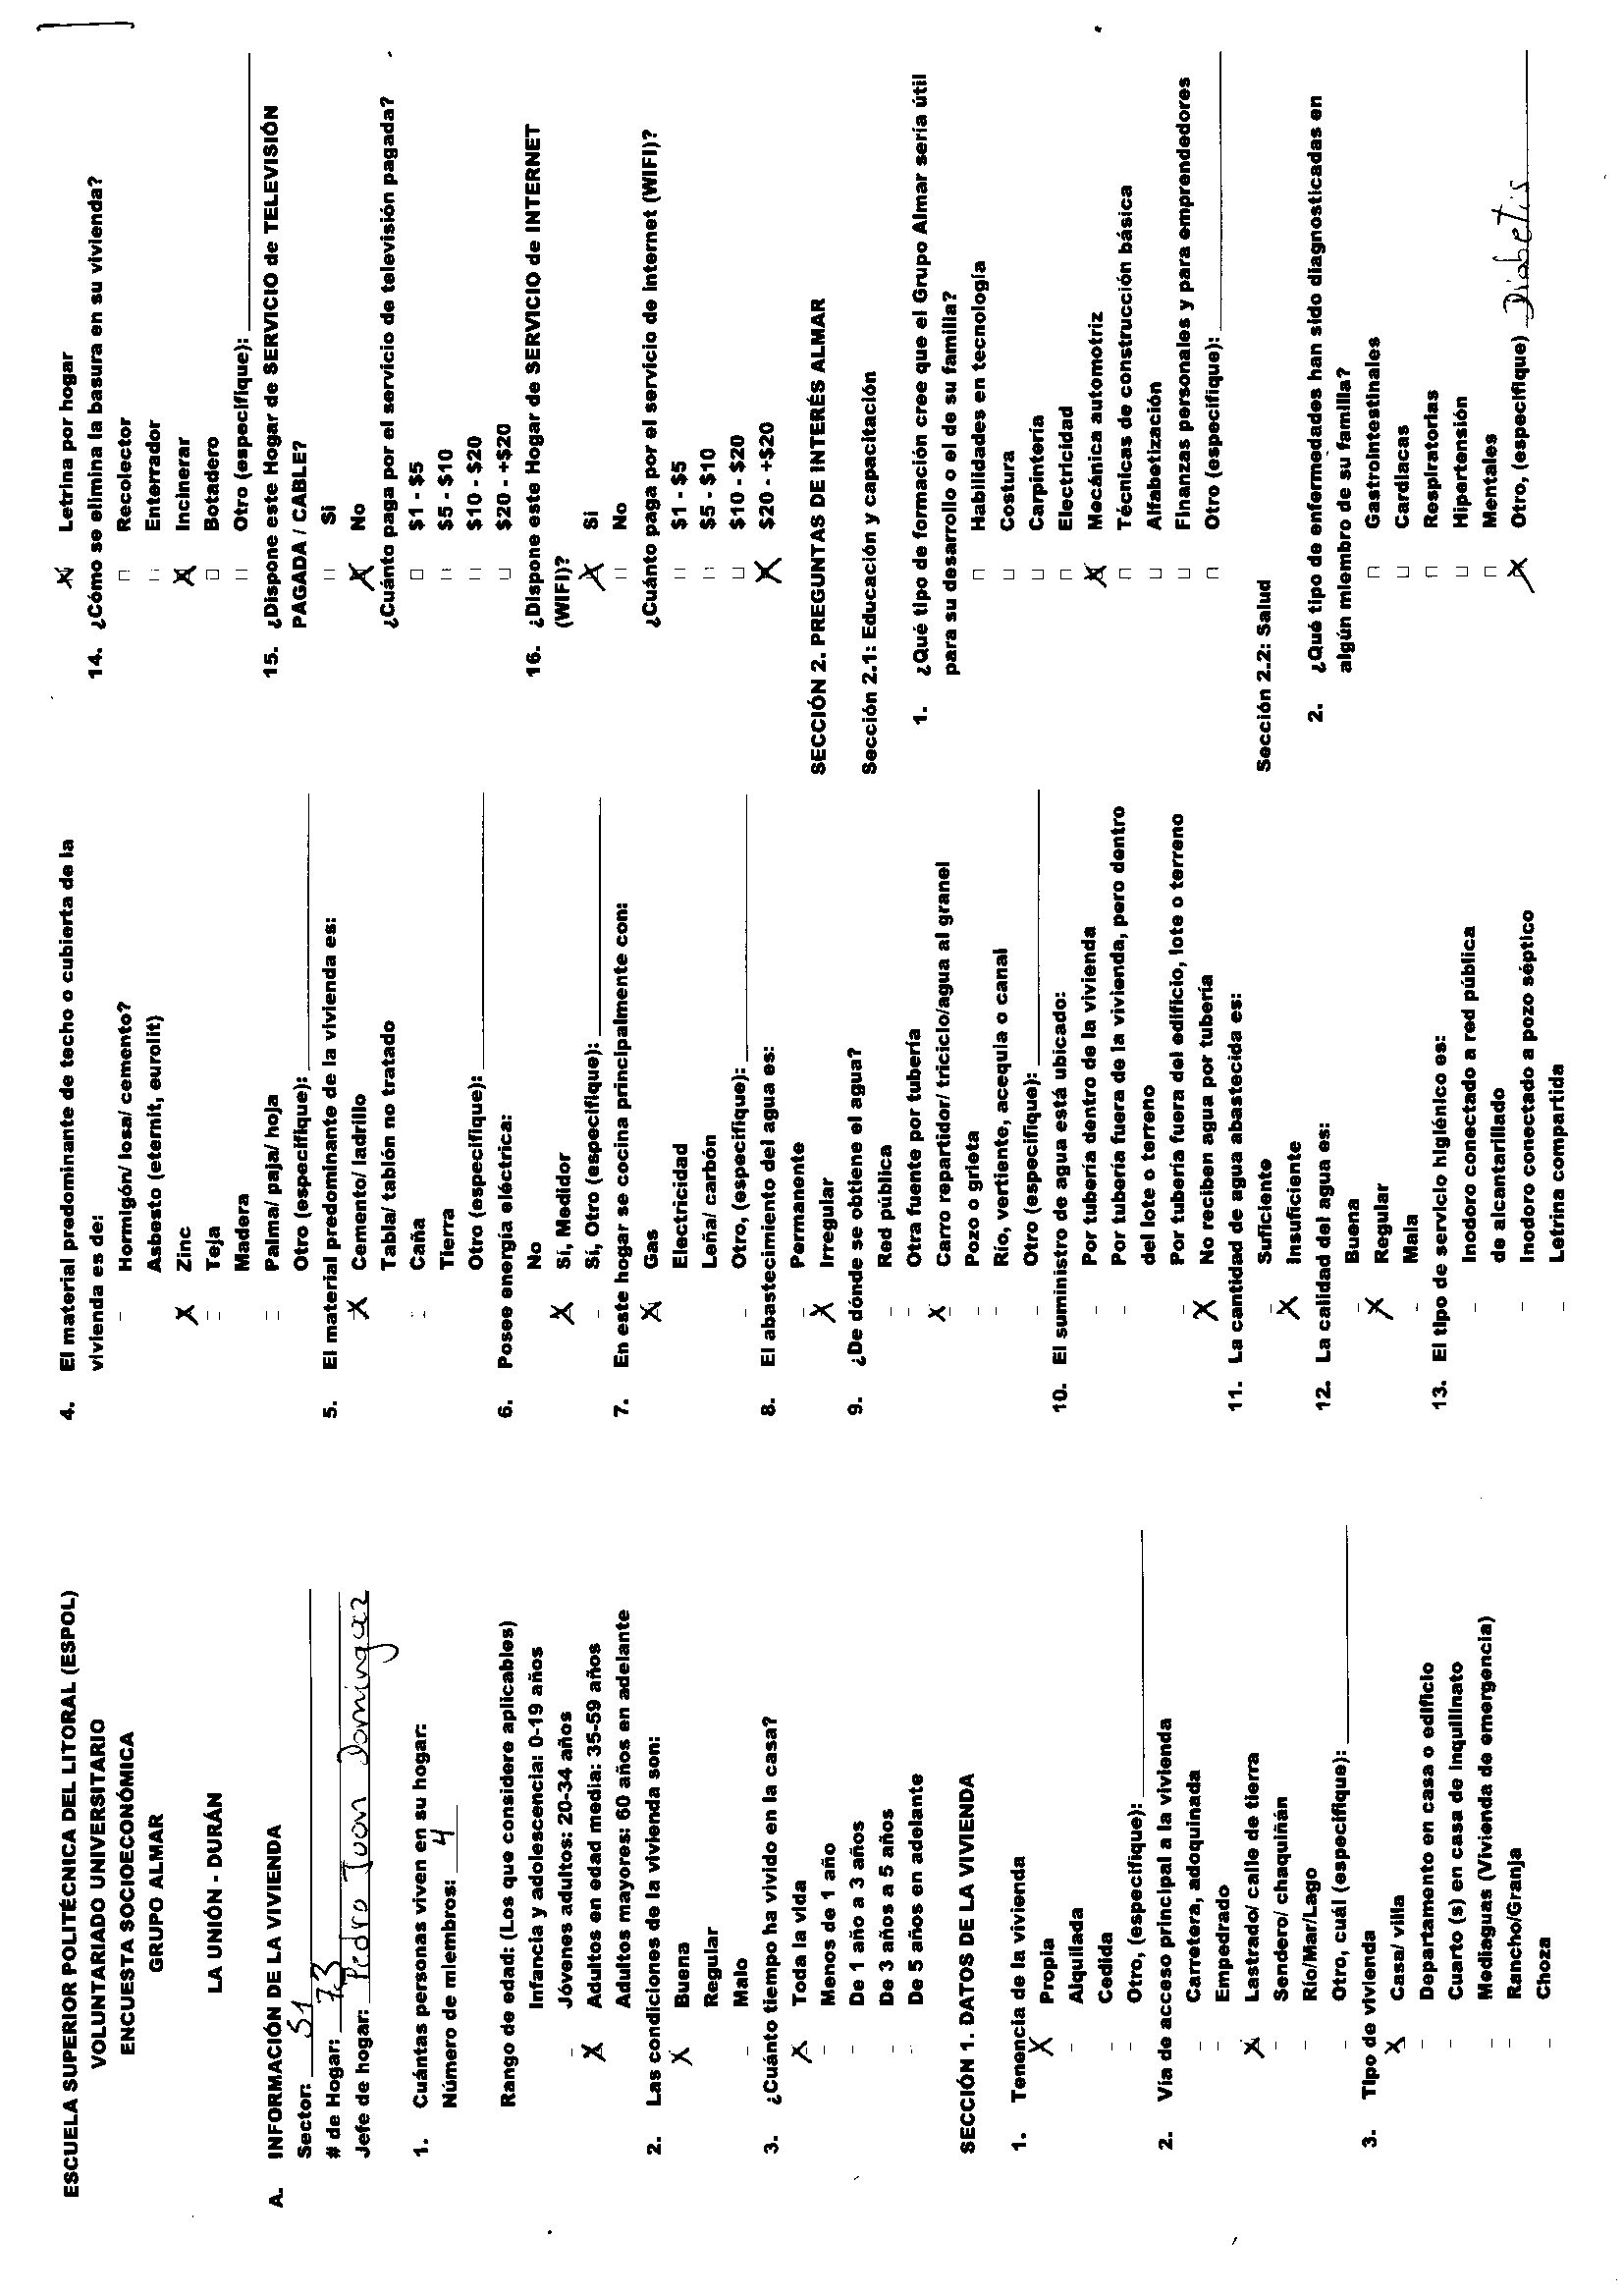 ESCUELA SUPERIOR POLITÉCNICA DEL LITORAL (ESPOL)
VOLUNTARIADO UNIVERSITARIO
ENCUESTA SOCIOECONÓMICA
GRUPO ALMAR
LA UNIÓN - DURÁN
A. INFORMACIÓN DE LA VIVIENDA
Sector: S1
# de Hogar: 73
Jefe de hogar: Pedro Juan Dominguez
1. Cuántas personas viven en su hogar:
Número de miembros: 4
Rango de edad: (Los que considere aplicables)
Infancia y adolescencia: 0-19 años
- Jóvenes adultos: 20-34 años
X Adultos en edad media: 35-59 años
Adultos mayores: 60 años en adelante
2. Las condiciones de la vivienda son:
X Buena
Regular
- Malo
3. ¿Cuánto tiempo ha vivido en la casa?
X Toda la vida
- Menos de 1 año
- De 1 año a 3 años
- De 3 años a 5 años
- De 5 años en adelante
SECCIÓN 1. DATOS DE LA VIVIENDA
1. Tenencia de la vivienda
X Propia
- Alquilada
- Cedida
- Otro, (especifique):
2. Vía de acceso principal a la vivienda
- Carretera, adoquinada
- Empedrado
X Lastrado/ calle de tierra
- Sendero/ chaquiñán
- Río/Mar/Lago
- Otro, cuál (especifique):
3. Tipo de vivienda
X Casa/ villa
- Departamento en casa o edificio
- Cuarto (s) en casa de inquilinato
- Mediaguas (Vivienda de emergencia)
- Rancho/Granja
- Choza
4. El material predominante de techo o cubierta de la
vivienda es de:
- Hormigón/ losa/ cemento?
Asbesto (eternit, eurolit)
X Zinc
Teja
Madera
Palma/ paja/ hoja
Otro (especifique):
5. El material predominante de la vivienda es:
X Cemento/ ladrillo
Tabla/ tablón no tratado
Caña
Tierra
Otro (especifique):
6. Posee energía eléctrica:
No
X Sí, Medidor
- Sí, Otro (especifique):
7. En este hogar se cocina principalmente con:
X Gas
Electricidad
Leña/ carbón
- Otro, (especifique):
8. El abastecimiento del agua es:
- Permanente
X Irregular
9. ¿De dónde se obtiene el agua?
- Red pública
- Otra fuente por tubería
X Carro repartidor/ triciclo/agua al granel
- Pozo o grieta
- Río, vertiente, acequia o canal
- Otro (especifique):
10. El suministro de agua está ubicado:
- Por tubería dentro de la vivienda
- Por tubería fuera de la vivienda, pero dentro
del lote o terreno
- Por tubería fuera del edificio, lote o terreno
X No reciben agua por tubería
11. La cantidad de agua abastecida es:
- Suficiente
X Insuficiente
12. La calidad del agua es:
- Buena
X Regular
- Mala
13. El tipo de servicio higiénico es:
- Inodoro conectado a red pública
de alcantarillado
- Inodoro conectado a pozo séptico
- Letrina compartida
X Letrina por hogar
14. ¿Cómo se elimina la basura en su vivienda?
Recolector
Enterrador
X Incinerar
Botadero
Otro (especifique):
15. ¿Dispone este Hogar de SERVICIO de TELEVISIÓN
PAGADA / CABLE?
Si
X No
¿Cuánto paga por el servicio de televisión pagada?
$1 - $5
$5 - $10
$10 - $20
$20 - +$20
16. ¿Dispone este Hogar de SERVICIO de INTERNET
(WIFI)?
X Si
No
¿Cuánto paga por el servicio de internet (WIFI)?
$1 - $5
$5 - $10
$10 - $20
X $20 - +$20
SECCIÓN 2. PREGUNTAS DE INTERÉS ALMAR
Sección 2.1: Educación y capacitación
1. ¿Qué tipo de formación cree que el Grupo Almar sería útil
para su desarrollo o el de su familia?
Habilidades en tecnología
Costura
Carpintería
Electricidad
X Mecánica automotriz
Técnicas de construcción básica
Alfabetización
Finanzas personales y para emprendedores
Otro (especifique):
Sección 2.2: Salud
2. ¿Qué tipo de enfermedades han sido diagnosticadas en
algún miembro de su familia?
Gastrointestinales
Cardiacas
Respiratorias
Hipertensión
Mentales
X Otro, (especifique) Diabetis